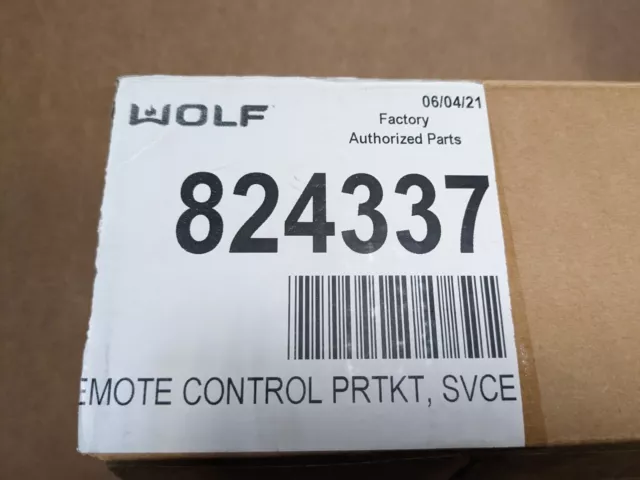 WOLF
06/04/21
Factory
Authorized Parts
824337
EMOTE CONTROL PRTKT, SVCE